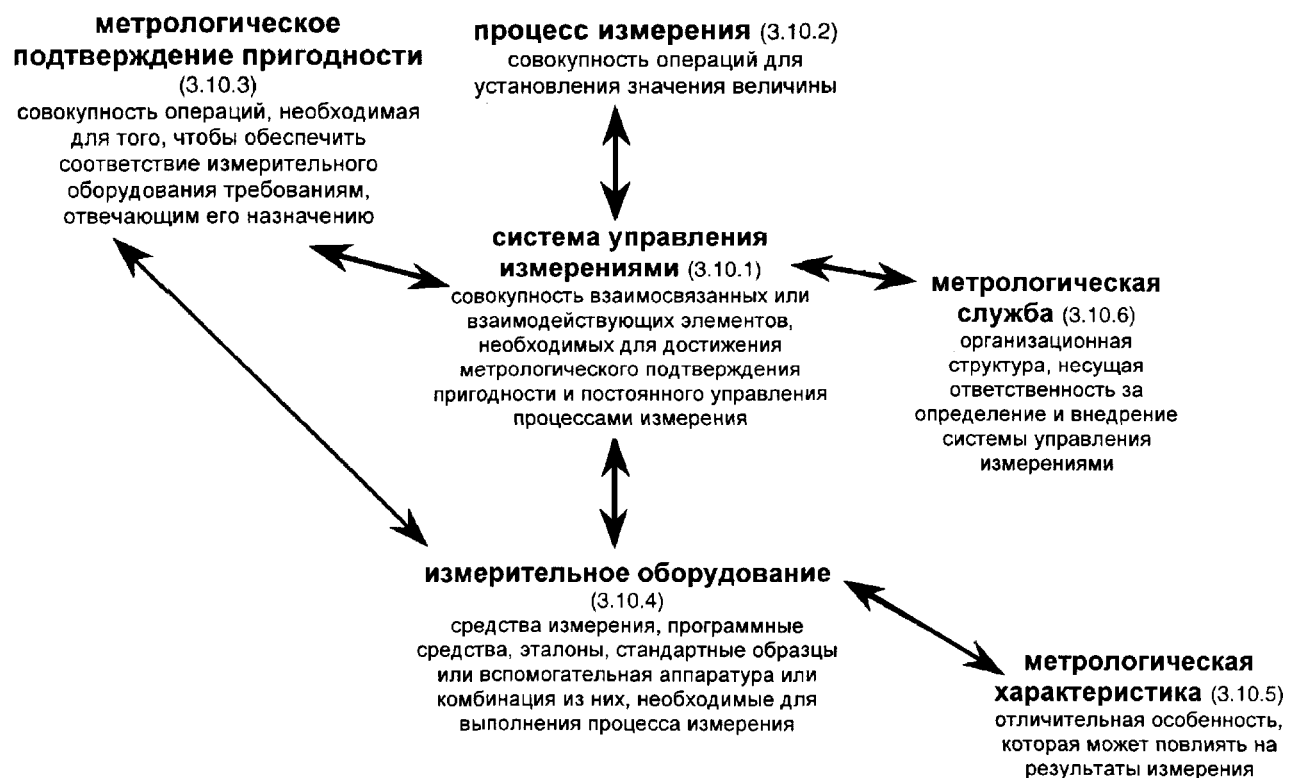 метрологическое
подтверждение пригодности
(3.10.3)
совокупность операций, необходимая
для того, чтобы обеспечить
соответствие измерительного
оборудования требованиям,
отвечающим его назначению
процесс измерения (3.10.2)
совокупность операций для
установления значения величины
система управления
измерениями (3.10.1)
совокупность взаимосвязанных или
взаимодействующих элементов,
необходимых для достижения
метрологического подтверждения
пригодности и постоянного управления
процессами измерения
метрологическая
служба (3.10.6)
организационная
структура, несущая
ответственность за
определение и внедрение
системы управления
измерениями
измерительное оборудование
(3.10.4)
средства измерения, программные
средства, эталоны, стандартные образцы
или вспомогательная аппаратура или
комбинация из них, необходимые для
выполнения процесса измерения
метрологическая
характеристика (3.10.5)
отличительная особенность,
которая может повлиять на
результаты измерения